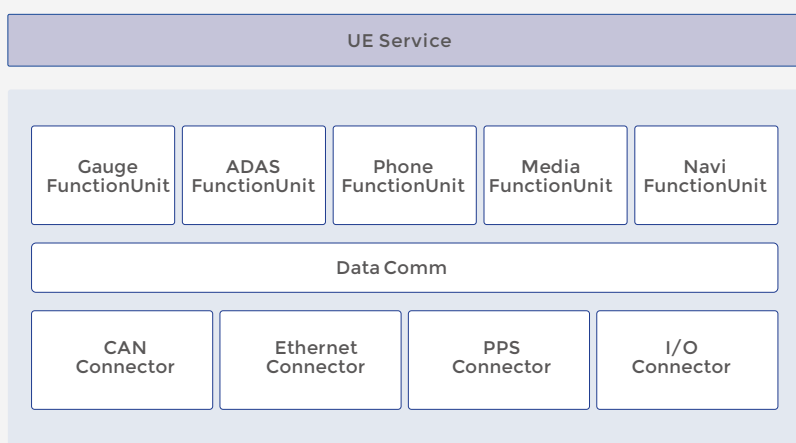 UE Service
Gauge
FunctionUnit
ADAS
FunctionUnit
Phone
FunctionUnit
Media
FunctionUnit
Navi
FunctionUnit
Data Comm
CAN
Connector
Ethernet
Connector
PPS
Connector
I/O
Connector